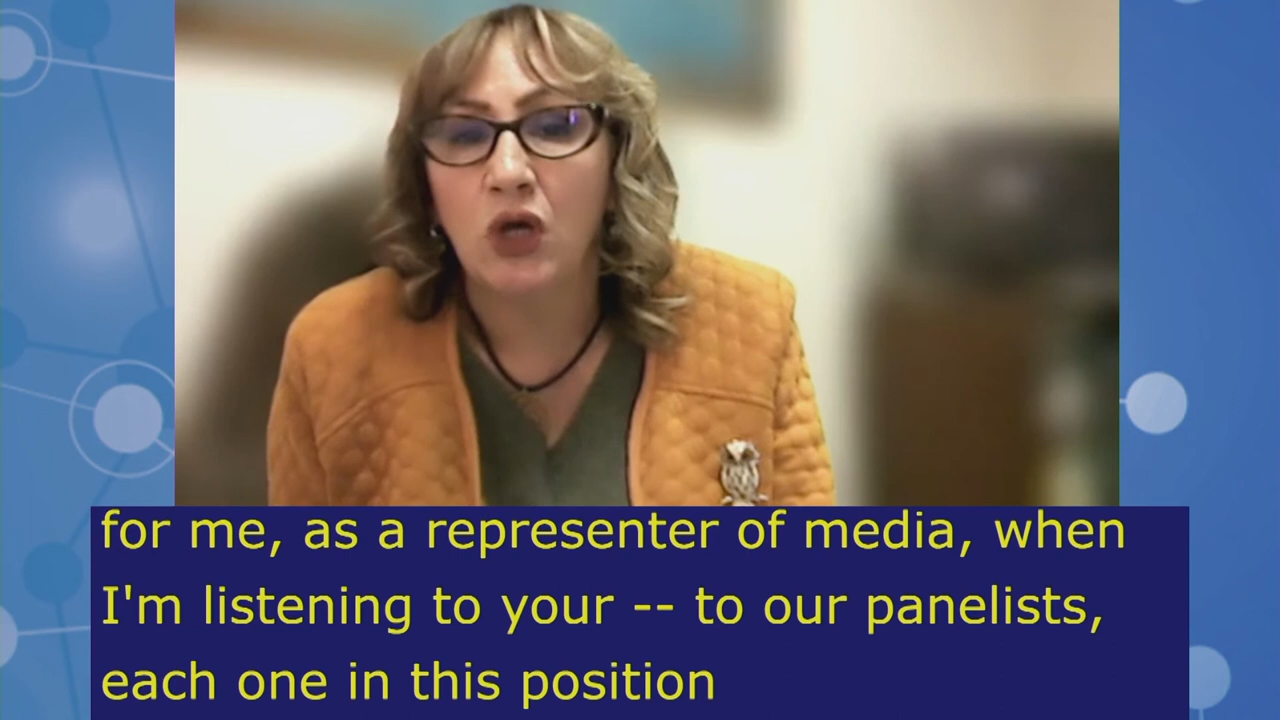 for me, as a representer of media, when
I'm listening to your -- to our panelists,
each one in this position